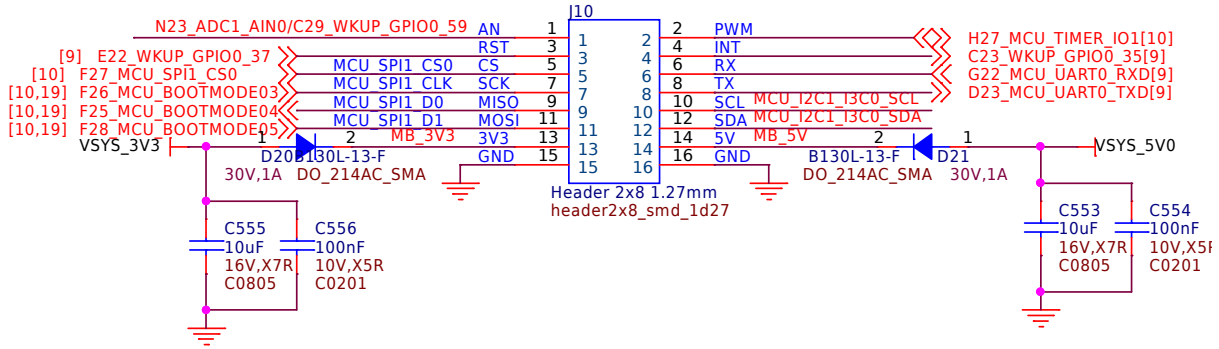 J10
N23_ADC1_AIN0/C29_WKUP_GPIO0_59 AN 1 1 2 2 PWM H27_MCU_TIMER_IO1[10]
[9] E22_WKUP_GPIO0_37 RST 3 3 4 4 INT C23_WKUP_GPIO0_35[9]
[10] F27_MCU_SPI1_CS0 MCU_SPI1_CS0 CS 5 5 6 6 RX G22_MCU_UART0_RXD[9]
[10,19] F26_MCU_BOOTMODE03 MCU_SPI1_CLK SCK 7 7 8 8 TX D23_MCU_UART0_TXD[9]
[10,19] F25_MCU_BOOTMODE04 MCU_SPI1_D0 MISO 9 9 10 10 SCL MCU_I2C1_I3C0_SCL
[10,19] F28_MCU_BOOTMODE05 MCU_SPI1_D1 MOSI 11 11 12 12 SDA MCU_I2C1_I3C0_SDA
VSYS_3V3 1 2 MB_3V3 3V3 13 13 14 14 5V MB_5V 2 1 VSYS_5V0
D20 B130L-13-F GND 15 15 16 16 GND B130L-13-F D21
30V,1A DO_214AC_SMA DO_214AC_SMA 30V,1A
Header 2x8 1.27mm
header2x8_smd_1d27
C555 C556 C553 C554
10uF 100nF 10uF 100nF
16V,X7R 10V,X5R 16V,X7R 10V,X5R
C0805 C0201 C0805 C0201